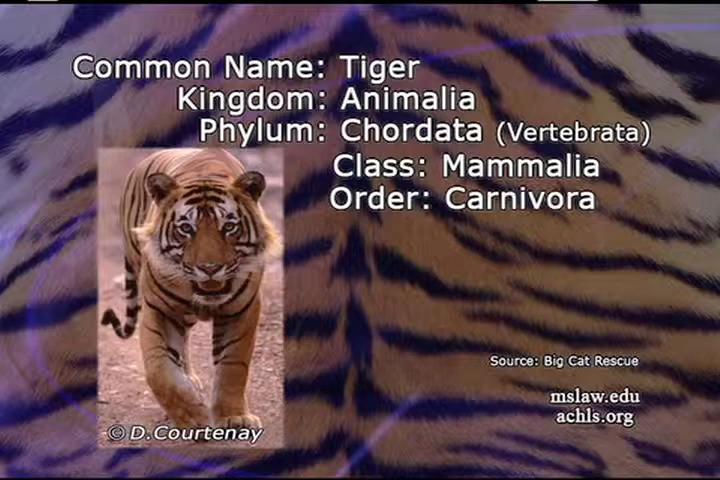 Common Name: Tiger
Kingdom: Animalia
Phylum: Chordata (Vertebrata)
Class: Mammalia
Order: Carnivora
Source: Big Cat Rescue
mslaw.edu
achls.org
© D.Courtenay